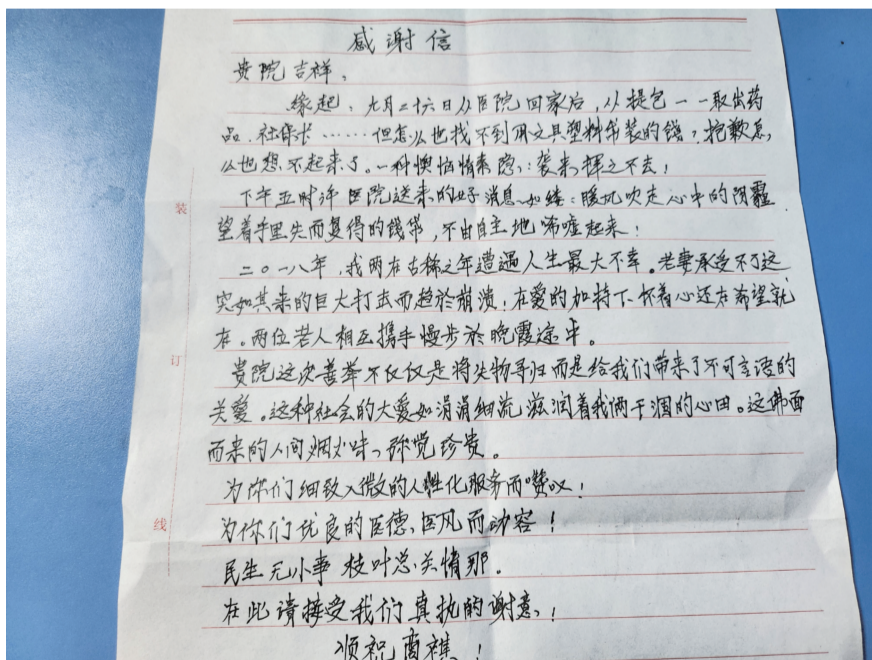 感谢信
贵院吉祥,
缘起:九月二十六日从医院回家后,从提包一一取出药
品.社保卡……但怎么也找不到用文具塑料吊装的钱?抱歉怎,
么也想不起来了。一种懊恼情袭来挥之不去!
下午五时许医院送来的好消息如缕:暖风吹走心中的阴霾.
望着手里失而复得的钱袋,不由自主地唏嘘起来!
二〇一八年,我两在古稀之年遭遇人生最大不幸。老妻承受不了这
突如其来的巨大打击而趋於崩溃;在爱的加持下怀着心还在希望就
在。两位老人相互携手慢步於晚霞途中。
贵院这次善举不仅仅是将失物寻归而是给我们带来了不可言语的
关爱。这种社会的大爱如涓涓细流滋润着我俩干涸的心田。这拂面
而来的人间烟火味、弥觉珍贵。
为你们细致入微的人性化服务而赞叹!
为你们优良的医德、医风而动容!
民生无小事枝叶总关情那。
在此请接受我们真执的谢意、!
顺祝商祺!
装
订
线